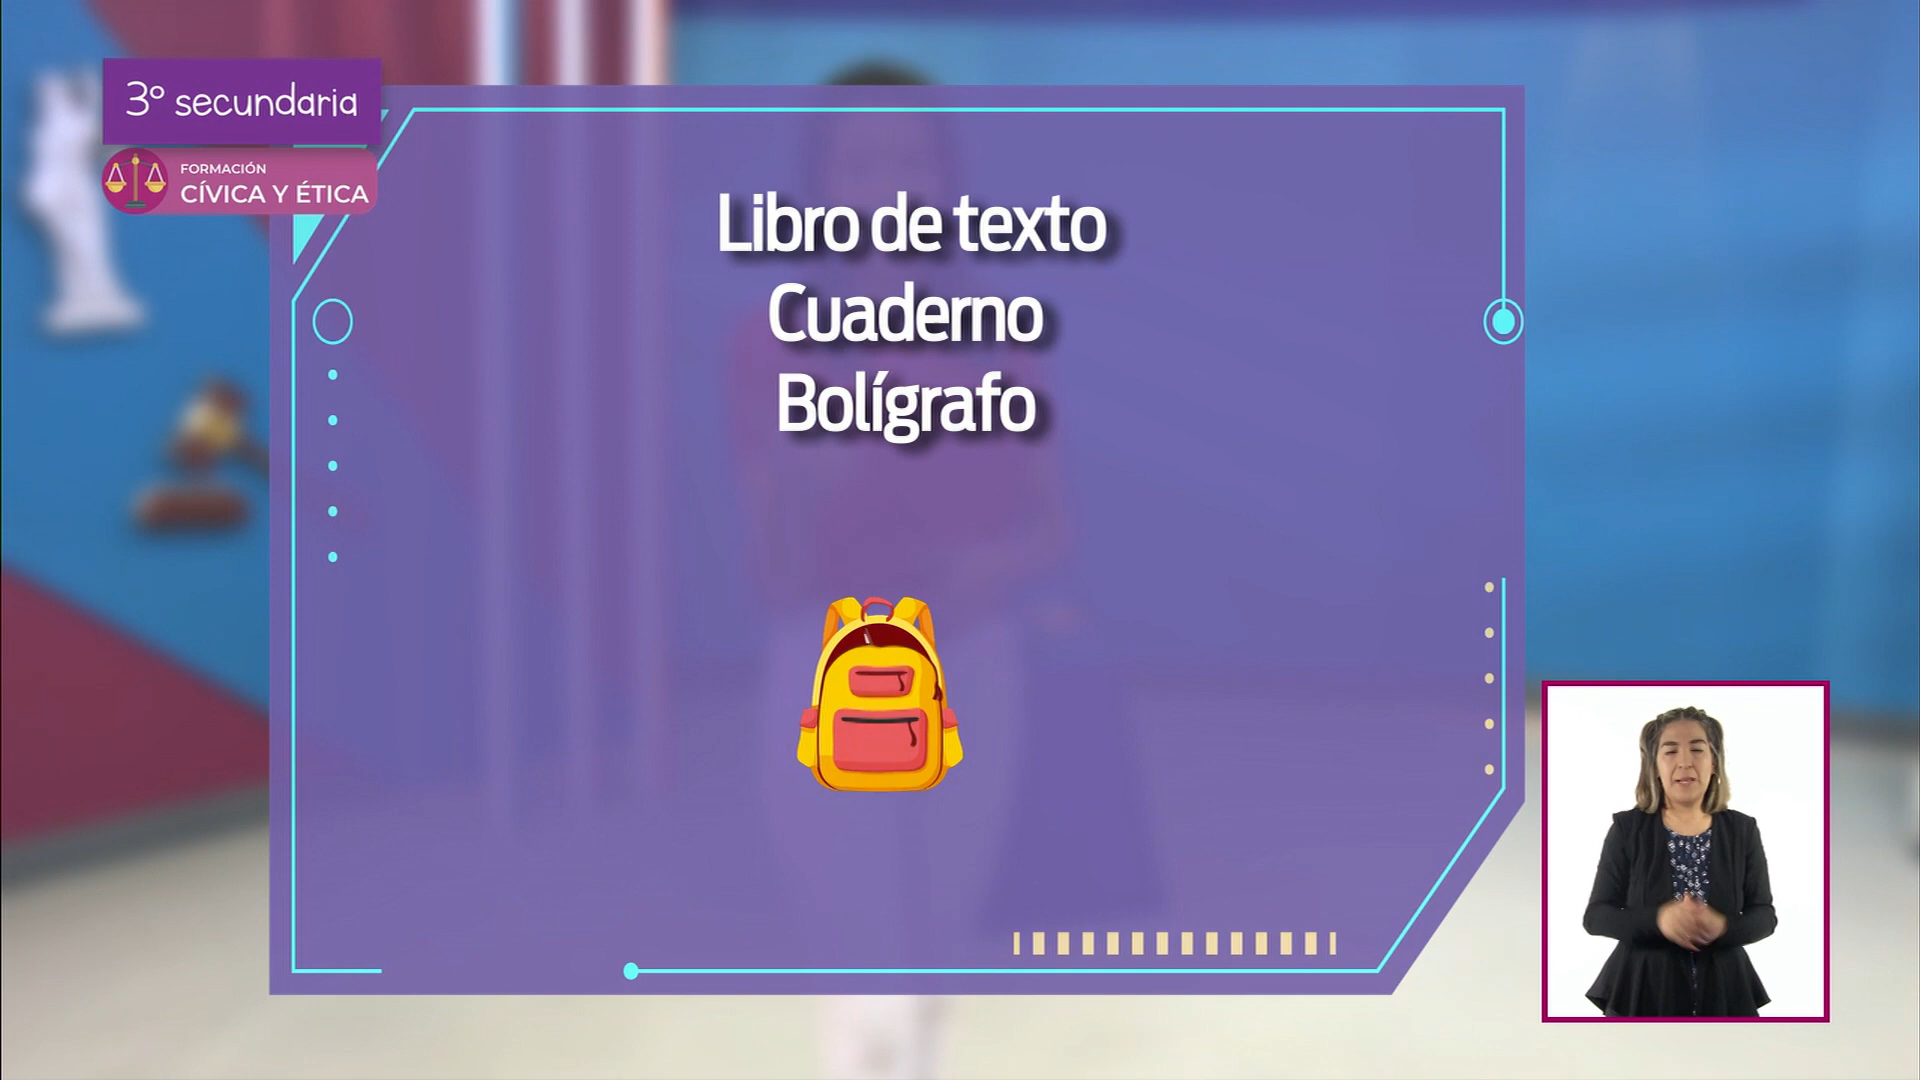 3° secundaria
FORMACIÓN
CÍVICA Y ÉTICA
Libro de texto
Cuaderno
Bolígrafo